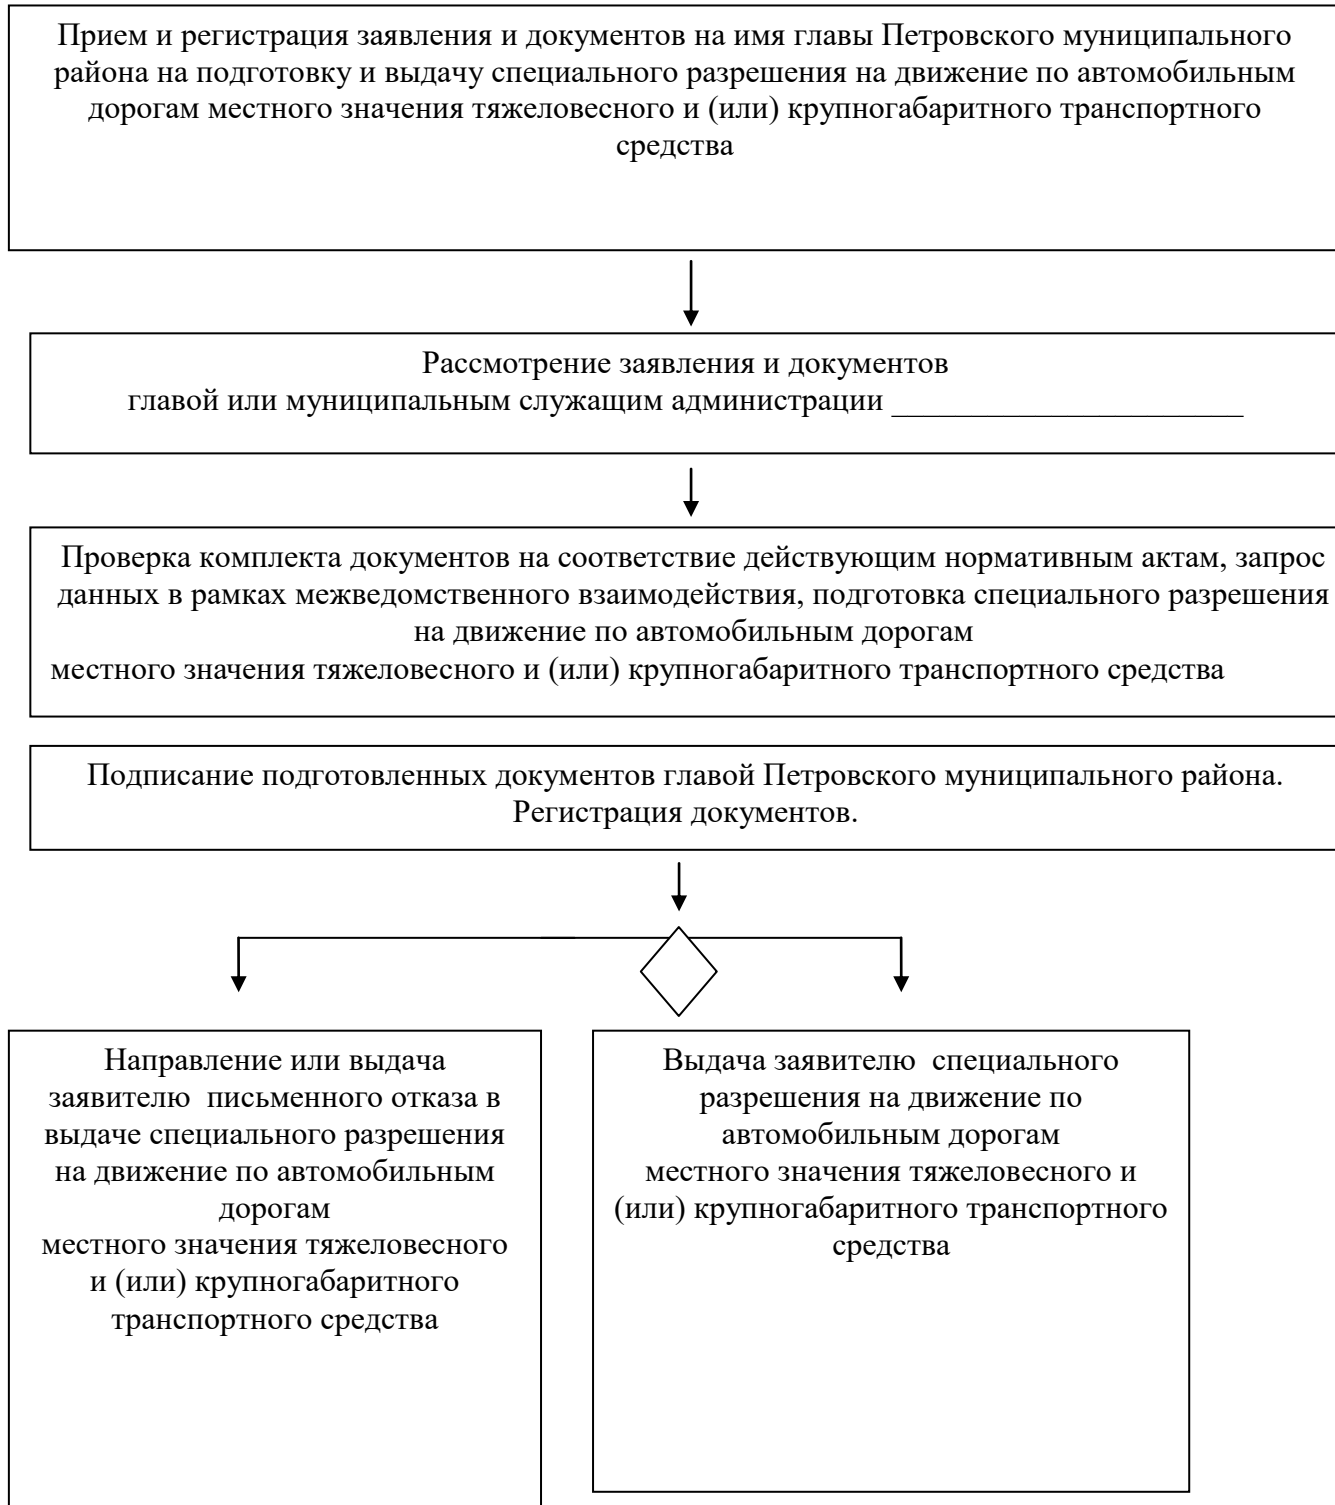 Прием и регистрация заявления и документов на имя главы Петровского муниципального
района на подготовку и выдачу специального разрешения на движение по автомобильным
дорогам местного значения тяжеловесного и (или) крупногабаритного транспортного
средства
Рассмотрение заявления и документов
главой или муниципальным служащим администрации ______________________
Проверка комплекта документов на соответствие действующим нормативным актам, запрос
данных в рамках межведомственного взаимодействия, подготовка специального разрешения
на движение по автомобильным дорогам
местного значения тяжеловесного и (или) крупногабаритного транспортного средства
Подписание подготовленных документов главой Петровского муниципального района.
Регистрация документов.
Направление или выдача
заявителю  письменного отказа в
выдаче специального разрешения
на движение по автомобильным
дорогам
местного значения тяжеловесного
и (или) крупногабаритного
транспортного средства
Выдача заявителю  специального
разрешения на движение по
автомобильным дорогам
местного значения тяжеловесного и
(или) крупногабаритного транспортного
средства